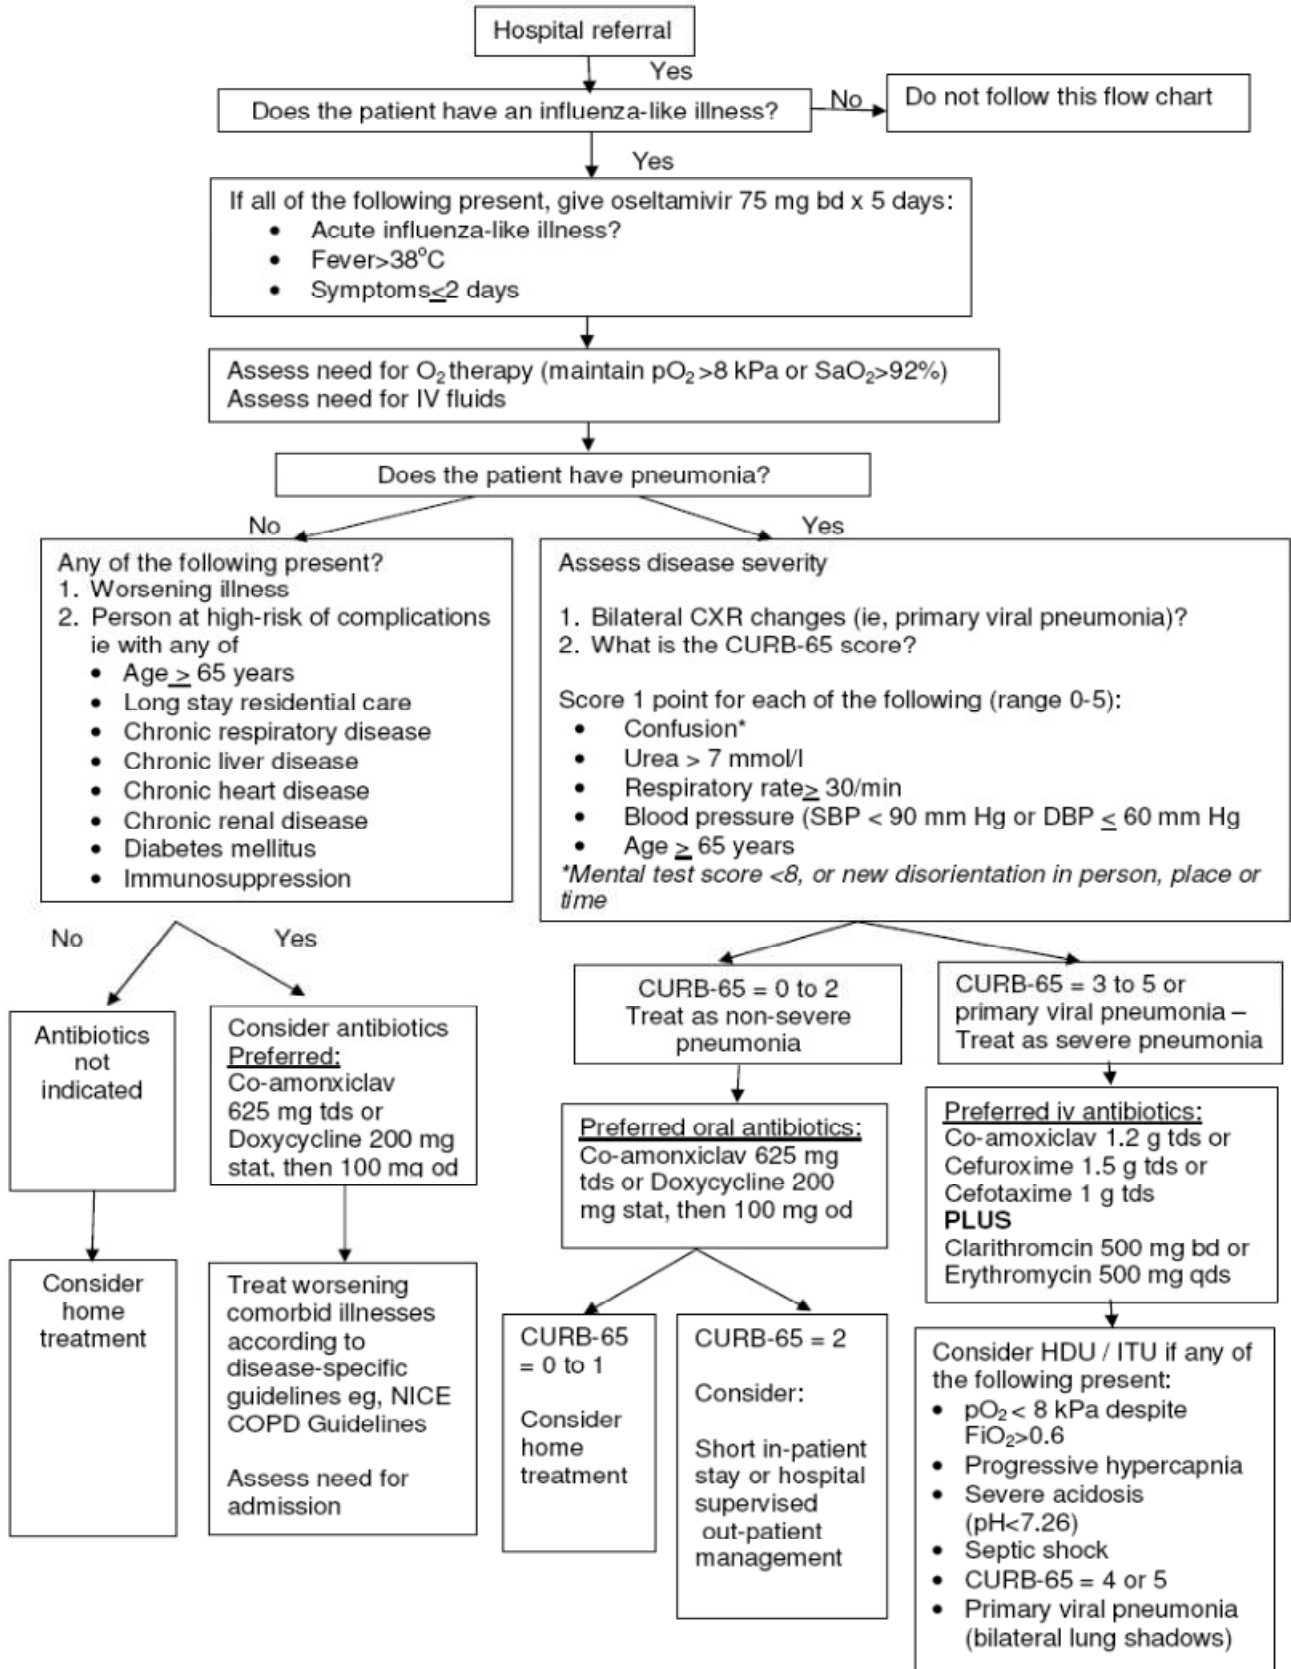 Hospital referral
Yes
Does the patient have an influenza-like illness?
No
Do not follow this flow chart
Yes
If all of the following present, give oseltamivir 75 mg bd x 5 days:
• Acute influenza-like illness?
• Fever>38°C
• Symptoms≤2 days
Assess need for O₂ therapy (maintain pO₂ >8 kPa or SaO₂>92%)
Assess need for IV fluids
Does the patient have pneumonia?
No
Yes
Any of the following present?
1. Worsening illness
2. Person at high-risk of complications
ie with any of
• Age ≥ 65 years
• Long stay residential care
• Chronic respiratory disease
• Chronic liver disease
• Chronic heart disease
• Chronic renal disease
• Diabetes mellitus
• Immunosuppression
Assess disease severity
1. Bilateral CXR changes (ie, primary viral pneumonia)?
2. What is the CURB-65 score?
Score 1 point for each of the following (range 0-5):
• Confusion*
• Urea > 7 mmol/l
• Respiratory rate≥ 30/min
• Blood pressure (SBP < 90 mm Hg or DBP ≤ 60 mm Hg
• Age ≥ 65 years
*Mental test score <8, or new disorientation in person, place or
time
No
Yes
Antibiotics
not
indicated
Consider antibiotics
Preferred:
Co-amonxiclav
625 mg tds or
Doxycycline 200 mg
stat, then 100 mg od
CURB-65 = 0 to 2
Treat as non-severe
pneumonia
CURB-65 = 3 to 5 or
primary viral pneumonia –
Treat as severe pneumonia
Preferred oral antibiotics:
Co-amonxiclav 625 mg
tds or Doxycycline 200
mg stat, then 100 mg od
Preferred iv antibiotics:
Co-amoxiclav 1.2 g tds or
Cefuroxime 1.5 g tds or
Cefotaxime 1 g tds
PLUS
Clarithromcin 500 mg bd or
Erythromycin 500 mg qds
Consider
home
treatment
Treat worsening
comorbid illnesses
according to
disease-specific
guidelines eg, NICE
COPD Guidelines
Assess need for
admission
CURB-65
= 0 to 1
Consider
home
treatment
CURB-65 = 2
Consider:
Short in-patient
stay or hospital
supervised
out-patient
management
Consider HDU / ITU if any of
the following present:
• pO₂ < 8 kPa despite
FiO₂>0.6
• Progressive hypercapnia
• Severe acidosis
(pH<7.26)
• Septic shock
• CURB-65 = 4 or 5
• Primary viral pneumonia
(bilateral lung shadows)